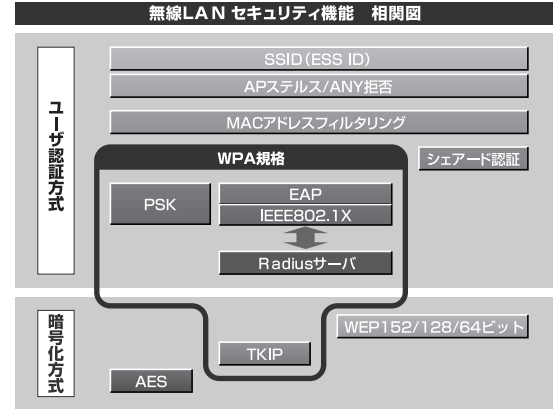 無線LAN セキュリティ機能 相関図
ユーザ認証方式
SSID(ESS ID)
APステルス/ANY拒否
MACアドレスフィルタリング
WPA規格
シェアード認証
PSK
EAP
IEEE802.1X
Radiusサーバ
暗号化方式
WEP152/128/64ビット
TKIP
AES